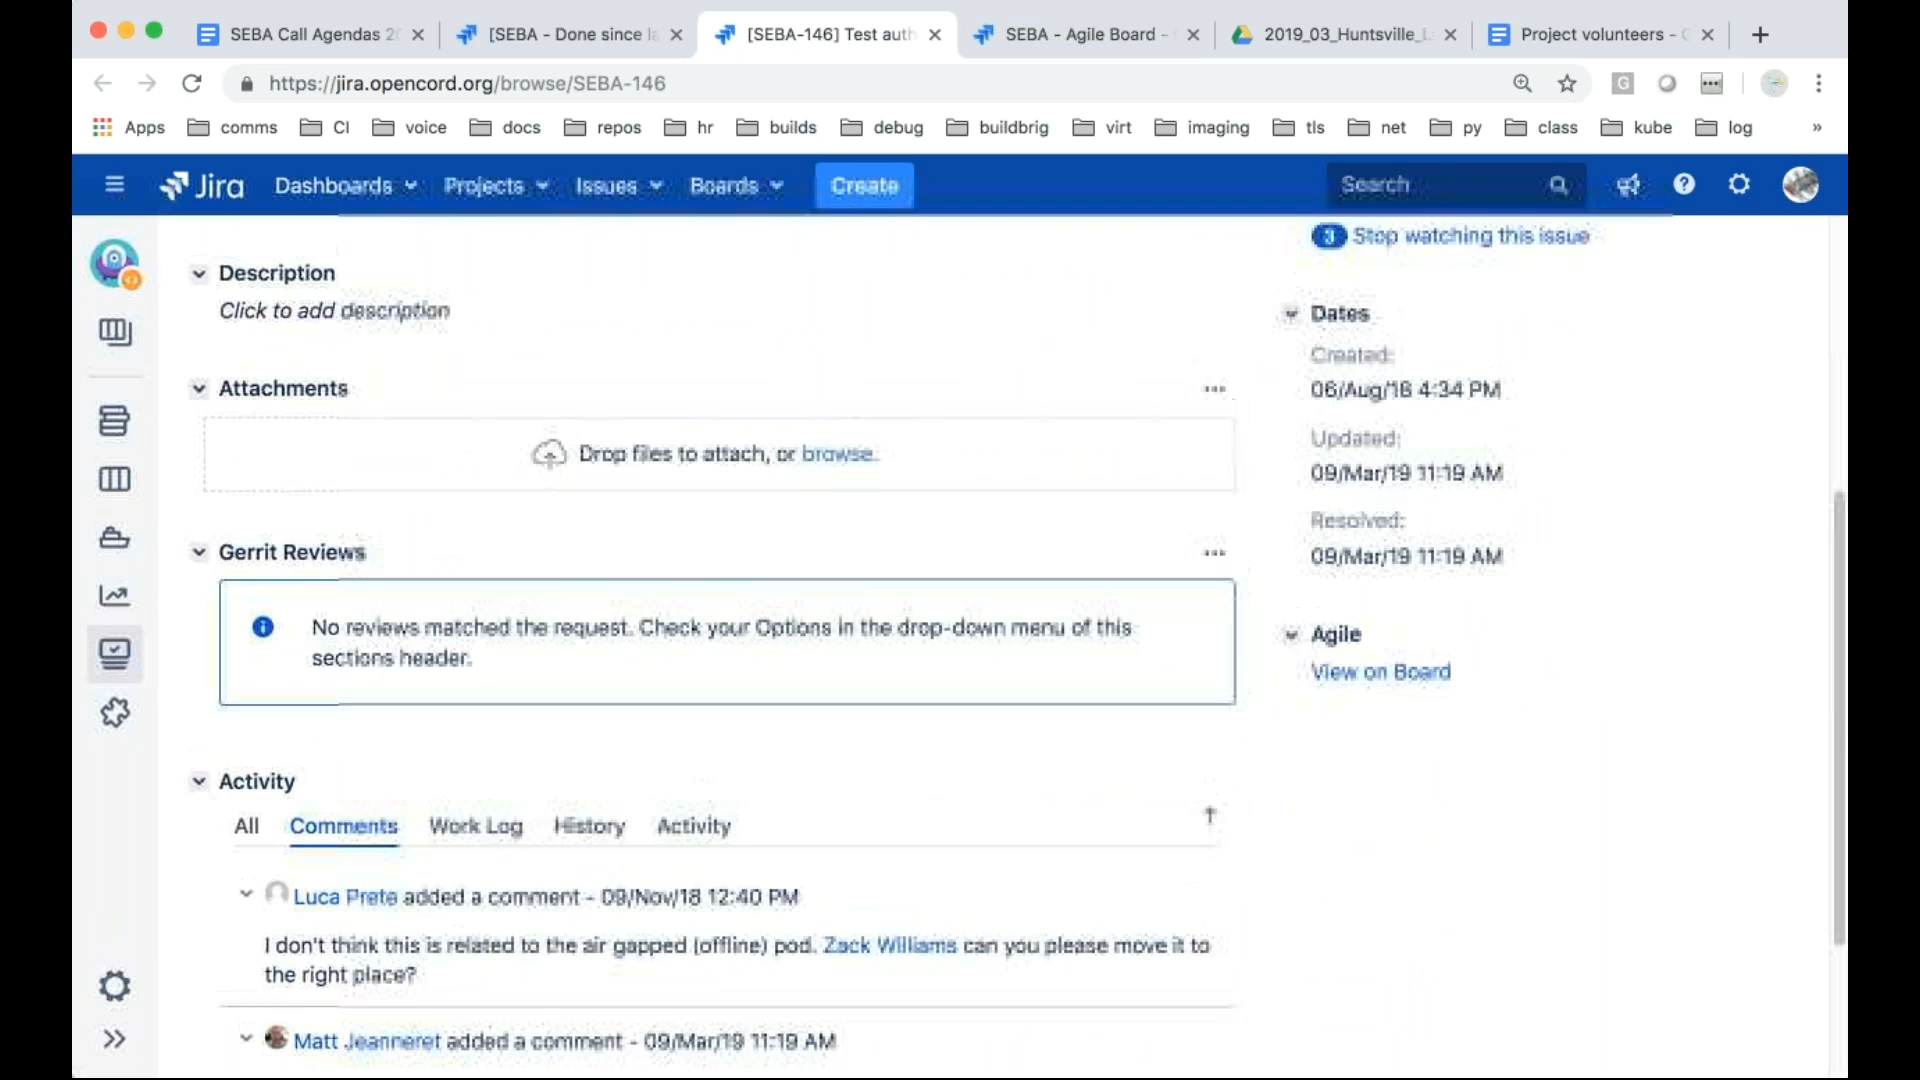 SEBA Call Agendas 2
[SEBA - Done since la
[SEBA-146] Test auth
SEBA - Agile Board -
2019_03_Huntsville_L
Project volunteers -
https://jira.opencord.org/browse/SEBA-146
Apps comms CI voice docs repos hr builds debug buildbrig virt imaging tls net py class kube log »
Jira Dashboards Projects Issues Boards Create Search
3 Stop watching this issue
Description
Click to add description
Attachments
Drop files to attach, or browse.
Gerrit Reviews
No reviews matched the request. Check your Options in the drop-down menu of this
sections header.
Activity
All Comments Work Log History Activity
Luca Prete added a comment - 09/Nov/18 12:40 PM
I don't think this is related to the air gapped (offline) pod. Zack Williams can you please move it to
the right place?
Matt Jeanneret added a comment - 09/Mar/19 11:19 AM
Dates
Created:
06/Aug/18 4:34 PM
Updated:
09/Mar/19 11:19 AM
Resolved:
09/Mar/19 11:19 AM
Agile
View on Board